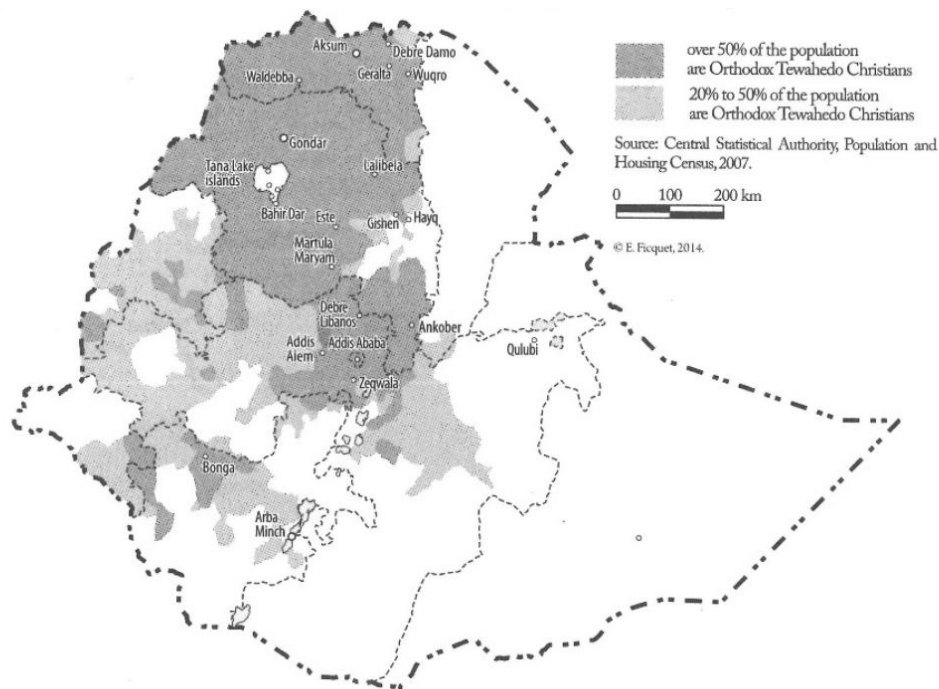 over 50% of the population
are Orthodox Tewahedo Christians
20% to 50% of the population
are Orthodox Tewahedo Christians
Source: Central Statistical Authority, Population and
Housing Census, 2007.
0 100 200 km
© E. Ficquet, 2014.
Aksum
Debre Damo
Waldebba
Geralta
Wuqro
Gondar
Tana Lake
islands
Lalibela
Bahir Dar
Este
Gishen
Hayq
Martula
Maryam
Debre
Libanos
Ankober
Addis
Alem
Addis Ababa
Qulubi
Zeqwala
Bonga
Arba
Minch